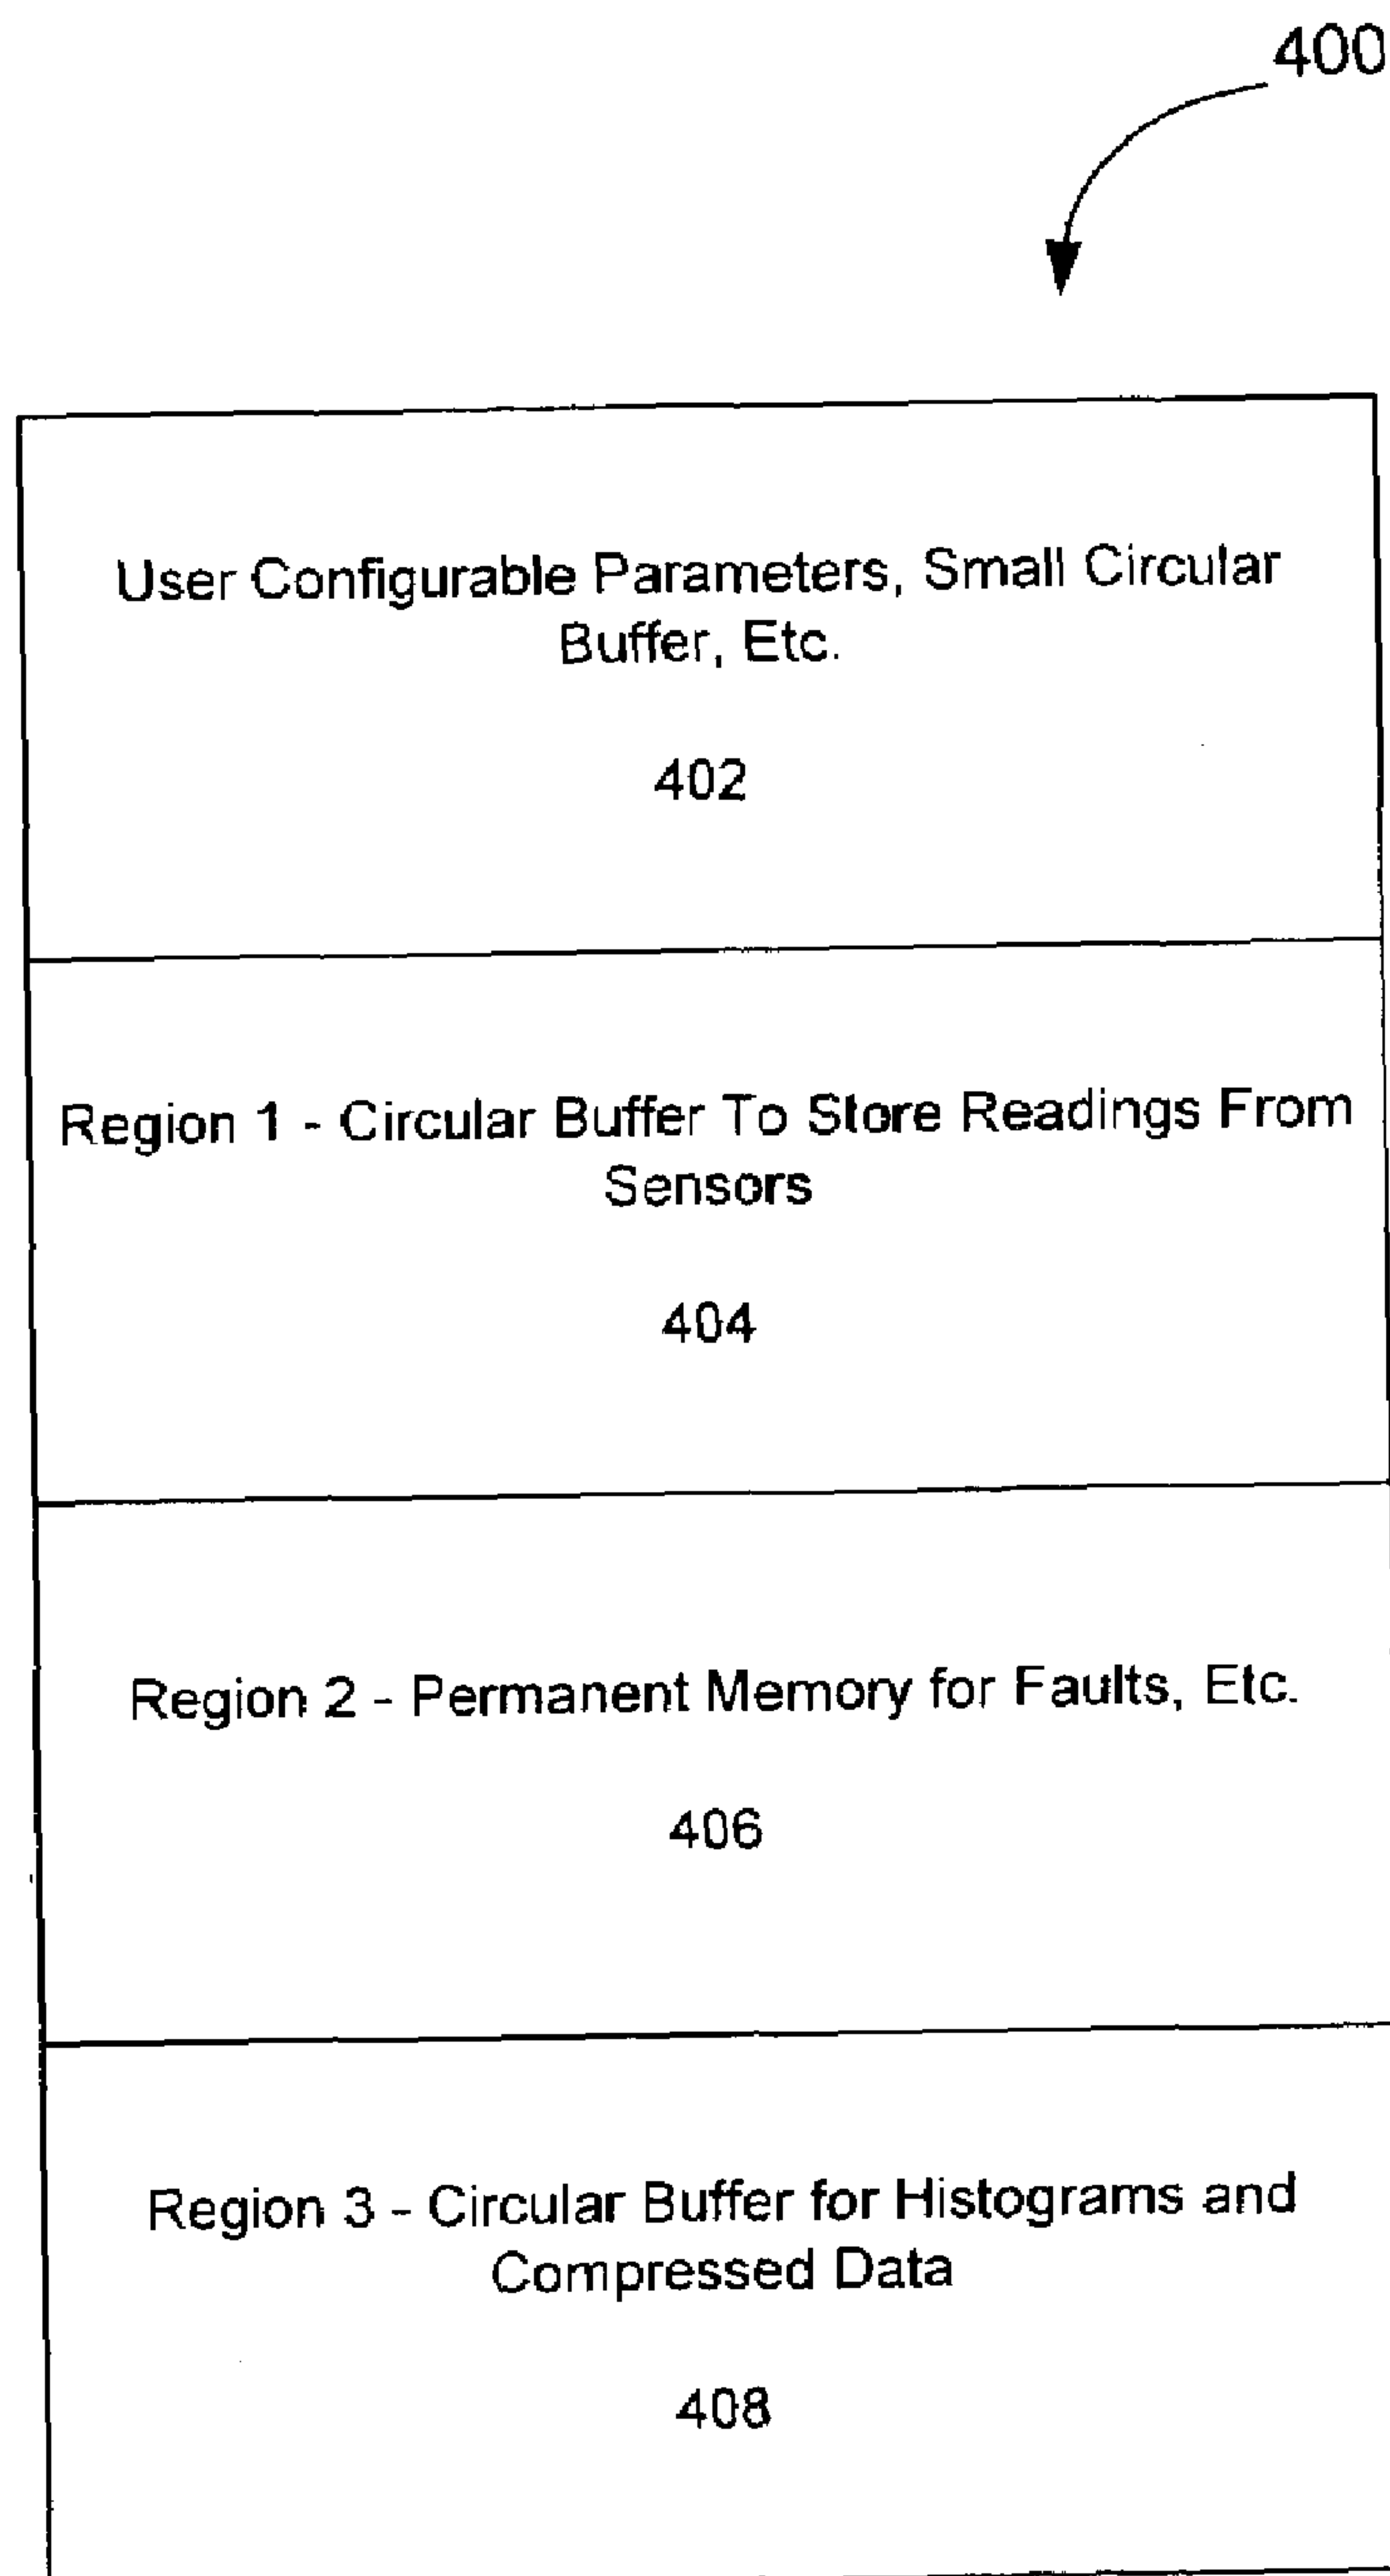 400
User Configurable Parameters, Small Circular
Buffer, Etc.
402
Region 1 - Circular Buffer To Store Readings From
Sensors
404
Region 2 - Permanent Memory for Faults, Etc.
406
Region 3 - Circular Buffer for Histograms and
Compressed Data
408